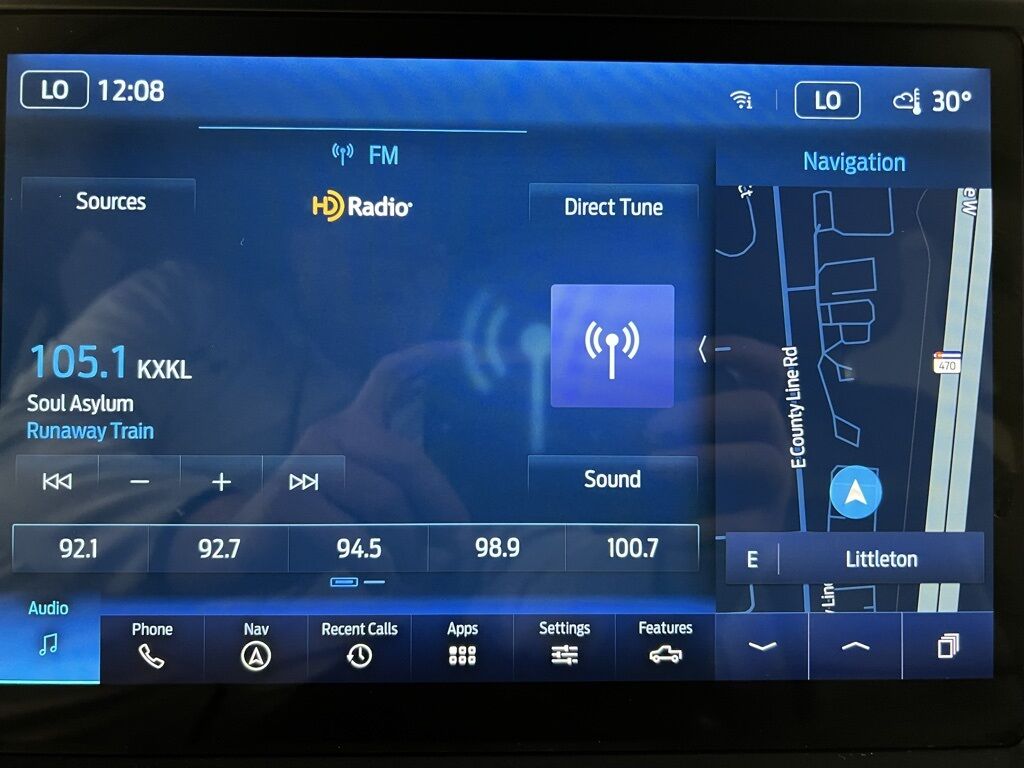 LO 12:08
LO 30°
FM
Navigation
Sources
HD Radio
Direct Tune
105.1 KXKL
Soul Asylum
Runaway Train
Sound
92.1 92.7 94.5 98.9 100.7
470
E County Line Rd
E Littleton
Audio
Phone
Nav
Recent Calls
Apps
Settings
Features